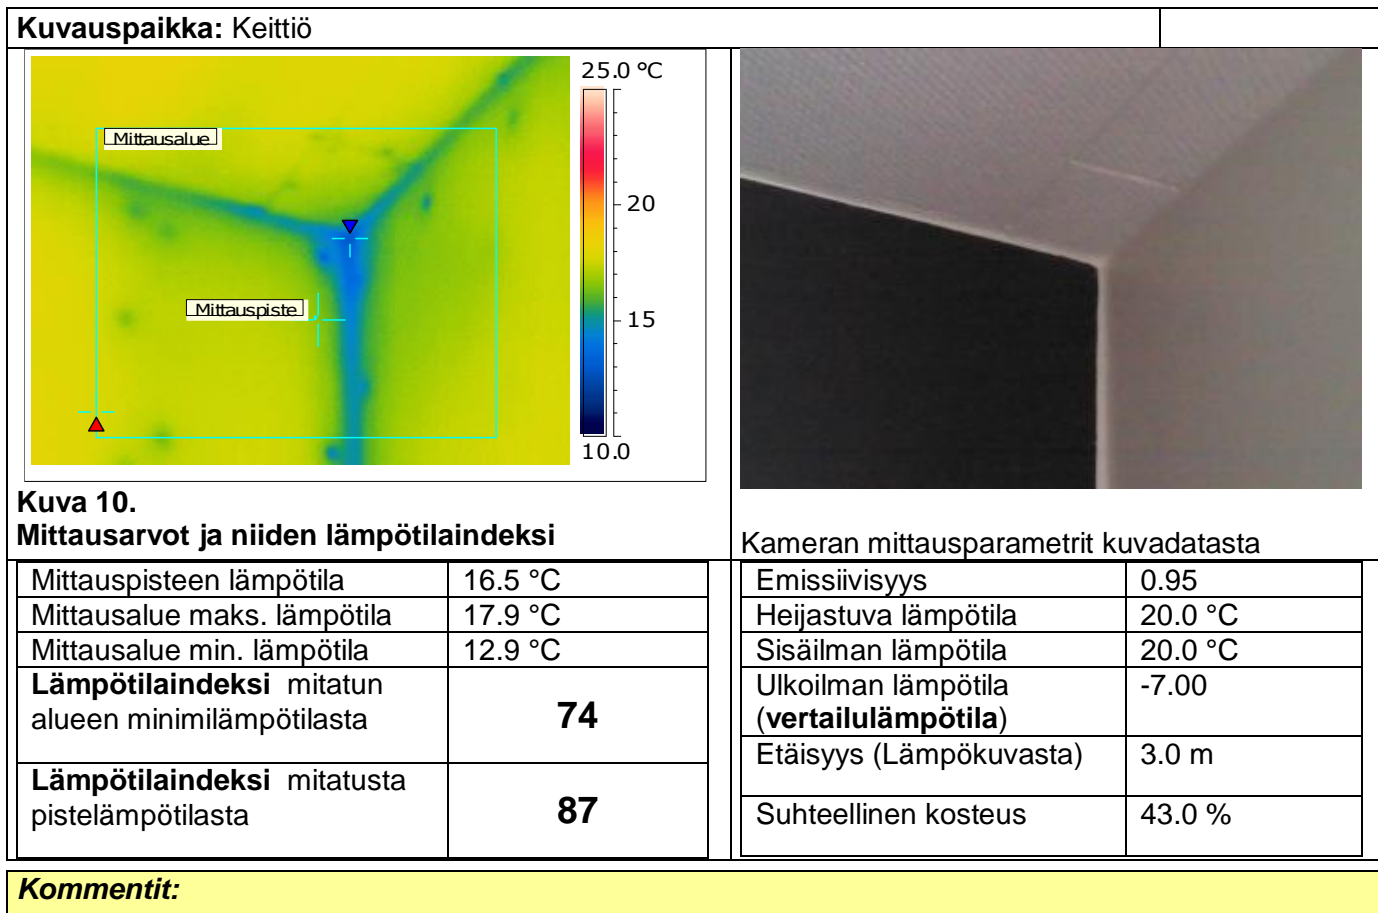 Kuvauspaikka: Keittiö
25.0 °C
Mittausalue
20
Mittauspiste
15
10.0
Kuva 10.
Mittausarvot ja niiden lämpötilaindeksi
Kameran mittausparametrit kuvadatasta
Mittauspisteen lämpötila 16.5 °C
Mittausalue maks. lämpötila 17.9 °C
Mittausalue min. lämpötila 12.9 °C
Lämpötilaindeksi mitatun
alueen minimilämpötilasta
74
Lämpötilaindeksi mitatusta
pistelämpötilasta
87
Emissiivisyys 0.95
Heijastuva lämpötila 20.0 °C
Sisäilman lämpötila 20.0 °C
Ulkoilman lämpötila -7.00
(vertailulämpötila)
Etäisyys (Lämpökuvasta) 3.0 m
Suhteellinen kosteus 43.0 %
Kommentit: